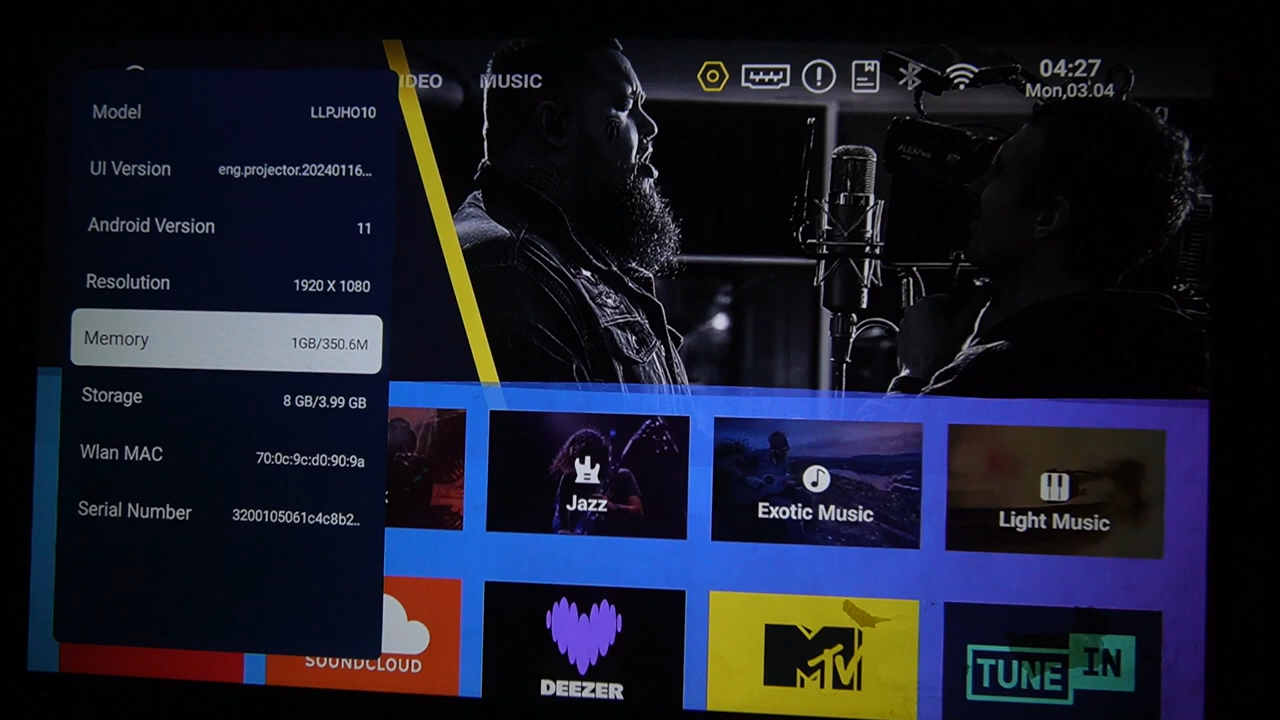 IDEO MUSIC
04:27
Mon,03.04
Model LLPJHO10
UI Version eng.projector.20240116...
Android Version 11
Resolution 1920 X 1080
Memory 1GB/350.6M
Storage 8 GB/3.99 GB
Wlan MAC 70:0c:9c:d0:90:9a
Serial Number 3200105061c4c8b2..
Jazz
Exotic Music
Light Music
SOUNDCLOUD
DEEZER
MTV
TUNE IN